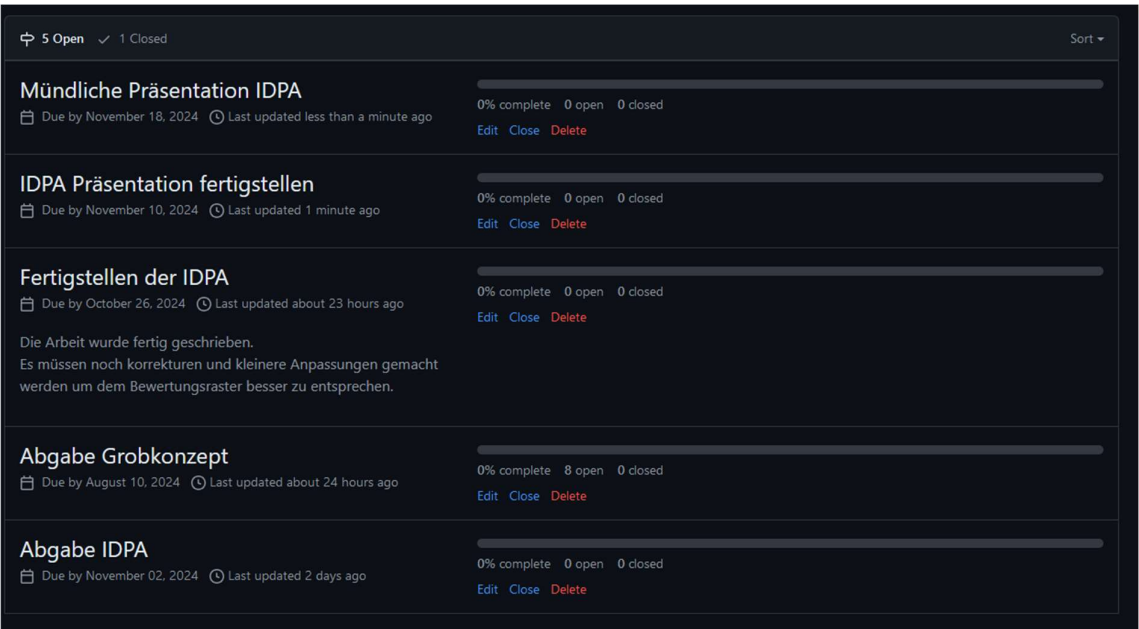 5 Open 1 Closed Sort
Mündliche Präsentation IDPA
Due by November 18, 2024 Last updated less than a minute ago
0% complete 0 open 0 closed
Edit Close Delete
IDPA Präsentation fertigstellen
Due by November 10, 2024 Last updated 1 minute ago
0% complete 0 open 0 closed
Edit Close Delete
Fertigstellen der IDPA
Due by October 26, 2024 Last updated about 23 hours ago
Die Arbeit wurde fertig geschrieben.
Es müssen noch korrekturen und kleinere Anpassungen gemacht
werden um dem Bewertungsraster besser zu entsprechen.
0% complete 0 open 0 closed
Edit Close Delete
Abgabe Grobkonzept
Due by August 10, 2024 Last updated about 24 hours ago
0% complete 8 open 0 closed
Edit Close Delete
Abgabe IDPA
Due by November 02, 2024 Last updated 2 days ago
0% complete 0 open 0 closed
Edit Close Delete